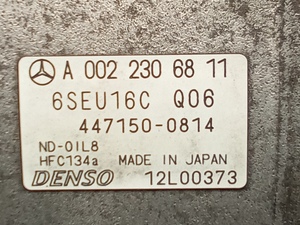 A 002 230 68 11
6SEU16C Q06
447150-0814
ND-OIL8
HFC134a MADE IN JAPAN
DENSO 12L00373